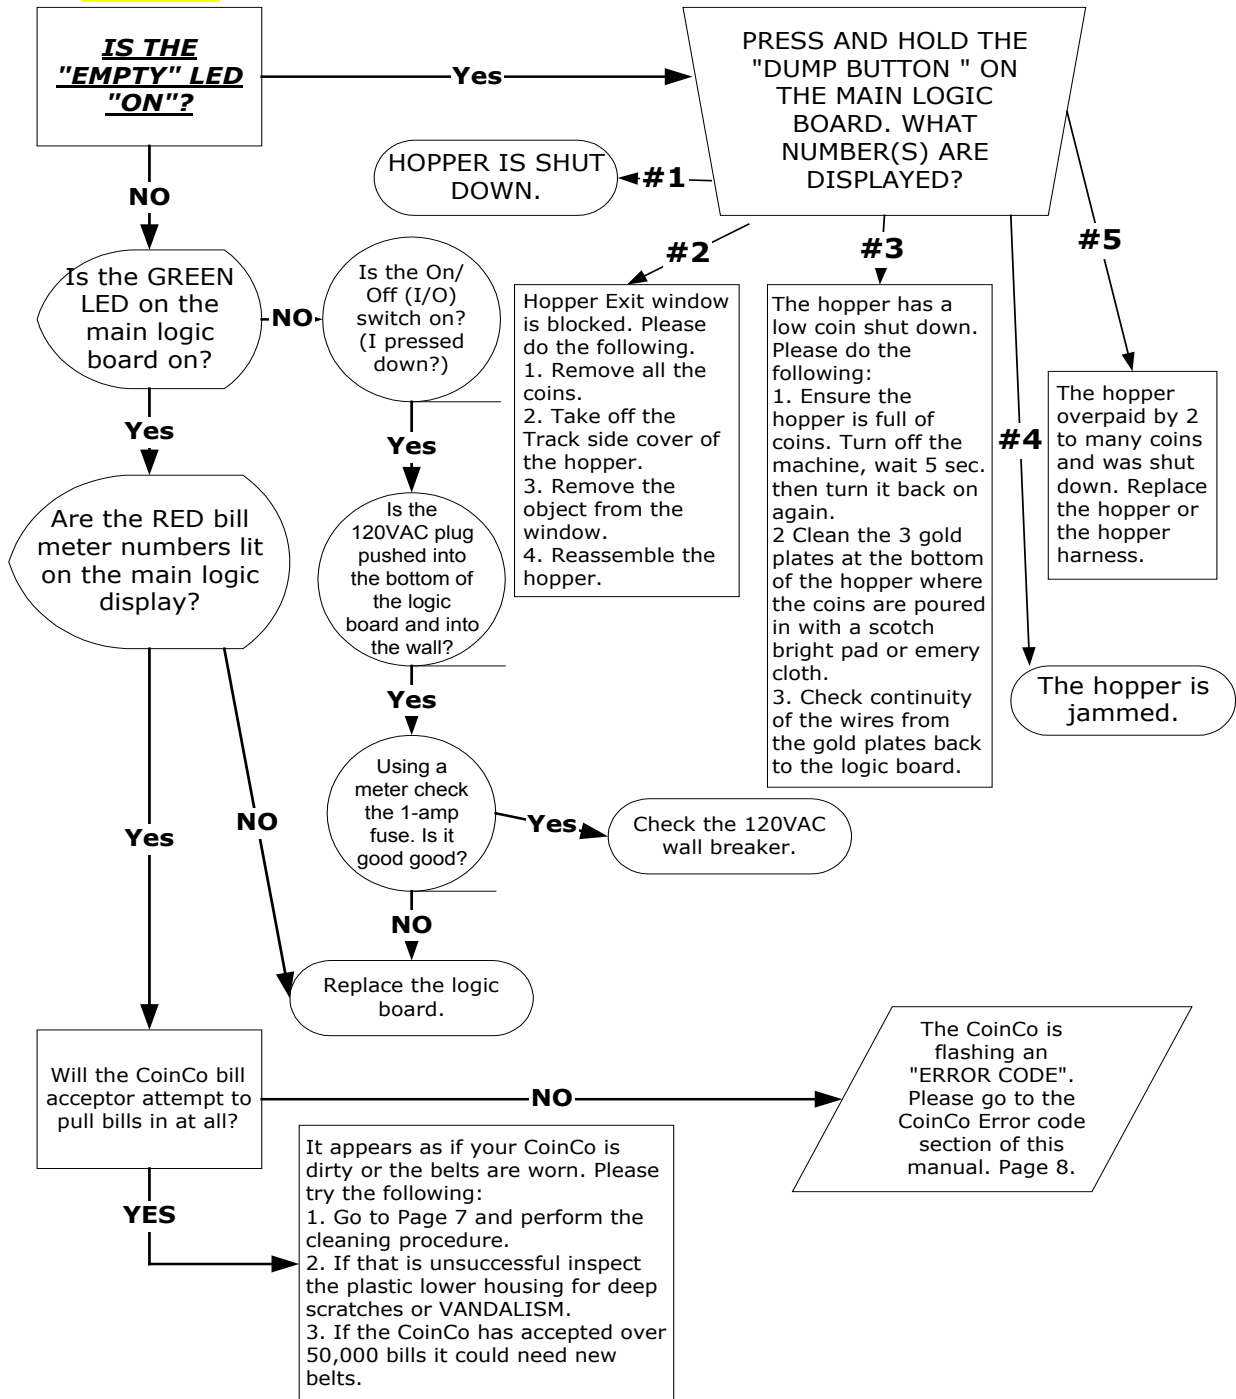 IS THE
"EMPTY" LED
"ON"?
Yes
PRESS AND HOLD THE
"DUMP BUTTON " ON
THE MAIN LOGIC
BOARD. WHAT
NUMBER(S) ARE
DISPLAYED?
HOPPER IS SHUT
DOWN.
#1
#2
#3
#4
#5
NO
Is the GREEN
LED on the
main logic
board on?
NO
Is the On/
Off (I/O)
switch on?
(I pressed
down?)
Hopper Exit window
is blocked. Please
do the following.
1. Remove all the
coins.
2. Take off the
Track side cover of
the hopper.
3. Remove the
object from the
window.
4. Reassemble the
hopper.
The hopper has a
low coin shut down.
Please do the
following:
1. Ensure the
hopper is full of
coins. Turn off the
machine, wait 5 sec.
then turn it back on
again.
2 Clean the 3 gold
plates at the bottom
of the hopper where
the coins are poured
in with a scotch
bright pad or emery
cloth.
3. Check continuity
of the wires from
the gold plates back
to the logic board.
The hopper
overpaid by 2
to many coins
and was shut
down. Replace
the hopper or
the hopper
harness.
The hopper is
jammed.
Yes
Yes
Are the RED bill
meter numbers lit
on the main logic
display?
Is the
120VAC plug
pushed into
the bottom of
the logic
board and into
the wall?
Yes
Using a
meter check
the 1-amp
fuse. Is it
good good?
Yes
Check the 120VAC
wall breaker.
NO
Replace the logic
board.
Yes
NO
Will the CoinCo bill
acceptor attempt to
pull bills in at all?
NO
The CoinCo is
flashing an
"ERROR CODE".
Please go to the
CoinCo Error code
section of this
manual. Page 8.
YES
It appears as if your CoinCo is
dirty or the belts are worn. Please
try the following:
1. Go to Page 7 and perform the
cleaning procedure.
2. If that is unsuccessful inspect
the plastic lower housing for deep
scratches or VANDALISM.
3. If the CoinCo has accepted over
50,000 bills it could need new
belts.